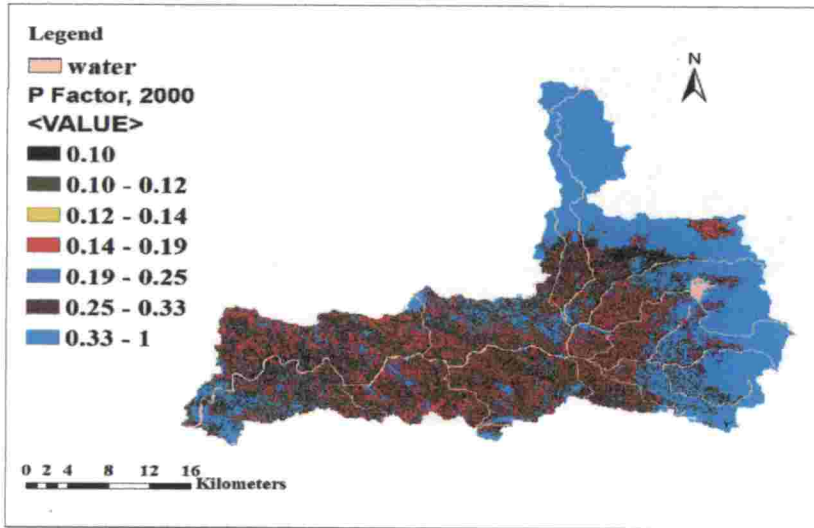 Legend
water
P Factor, 2000
<VALUE>
0.10
0.10 - 0.12
0.12 - 0.14
0.14 - 0.19
0.19 - 0.25
0.25 - 0.33
0.33 - 1
N
0 2 4 8 12 16
Kilometers